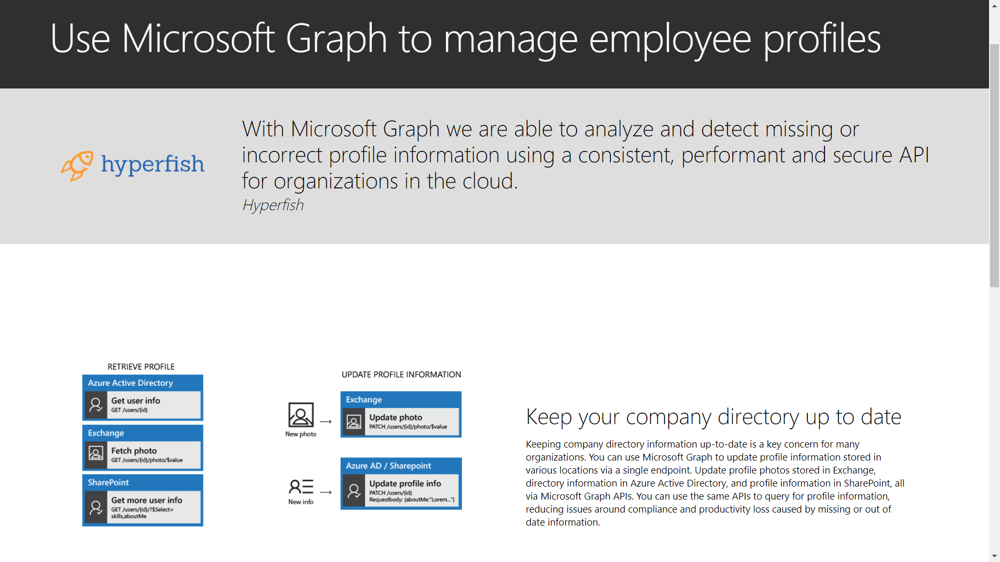 Use Microsoft Graph to manage employee profiles
hyperfish
With Microsoft Graph we are able to analyze and detect missing or
incorrect profile information using a consistent, performant and secure API
for organizations in the cloud.
Hyperfish
RETRIEVE PROFILE
Azure Active Directory
Get user info
GET /users/{id}
Exchange
Fetch photo
GET /users/{id}/photo/$value
SharePoint
Get more user info
GET /users/{id}/?$Select=
skills,aboutMe
UPDATE PROFILE INFORMATION
New photo
Exchange
Update photo
PATCH /users/{id}/photo/$value
New info
Azure AD / Sharepoint
Update profile info
PATCH /users/{id}
Requestbody: {aboutMe:"Lorem..."}
Keep your company directory up to date
Keeping company directory information up-to-date is a key concern for many
organizations. You can use Microsoft Graph to update profile information stored in
various locations via a single endpoint. Update profile photos stored in Exchange,
directory information in Azure Active Directory, and profile information in SharePoint, all
via Microsoft Graph APIs. You can use the same APIs to query for profile information,
reducing issues around compliance and productivity loss caused by missing or out of
date information.